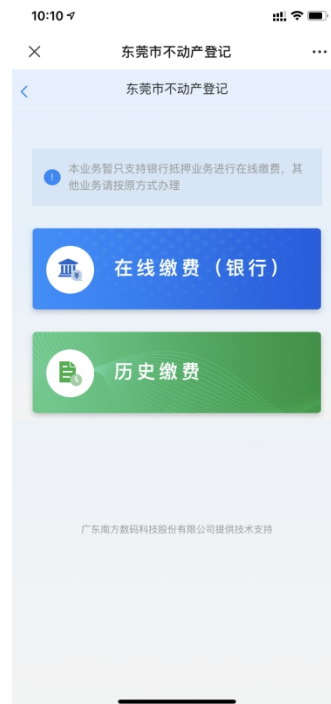 10:10
东莞市不动产登记
东莞市不动产登记
本业务暂只支持银行抵押业务进行在线缴费，其
他业务请按原方式办理
在线缴费（银行）
历史缴费
广东南方数码科技股份有限公司提供技术支持